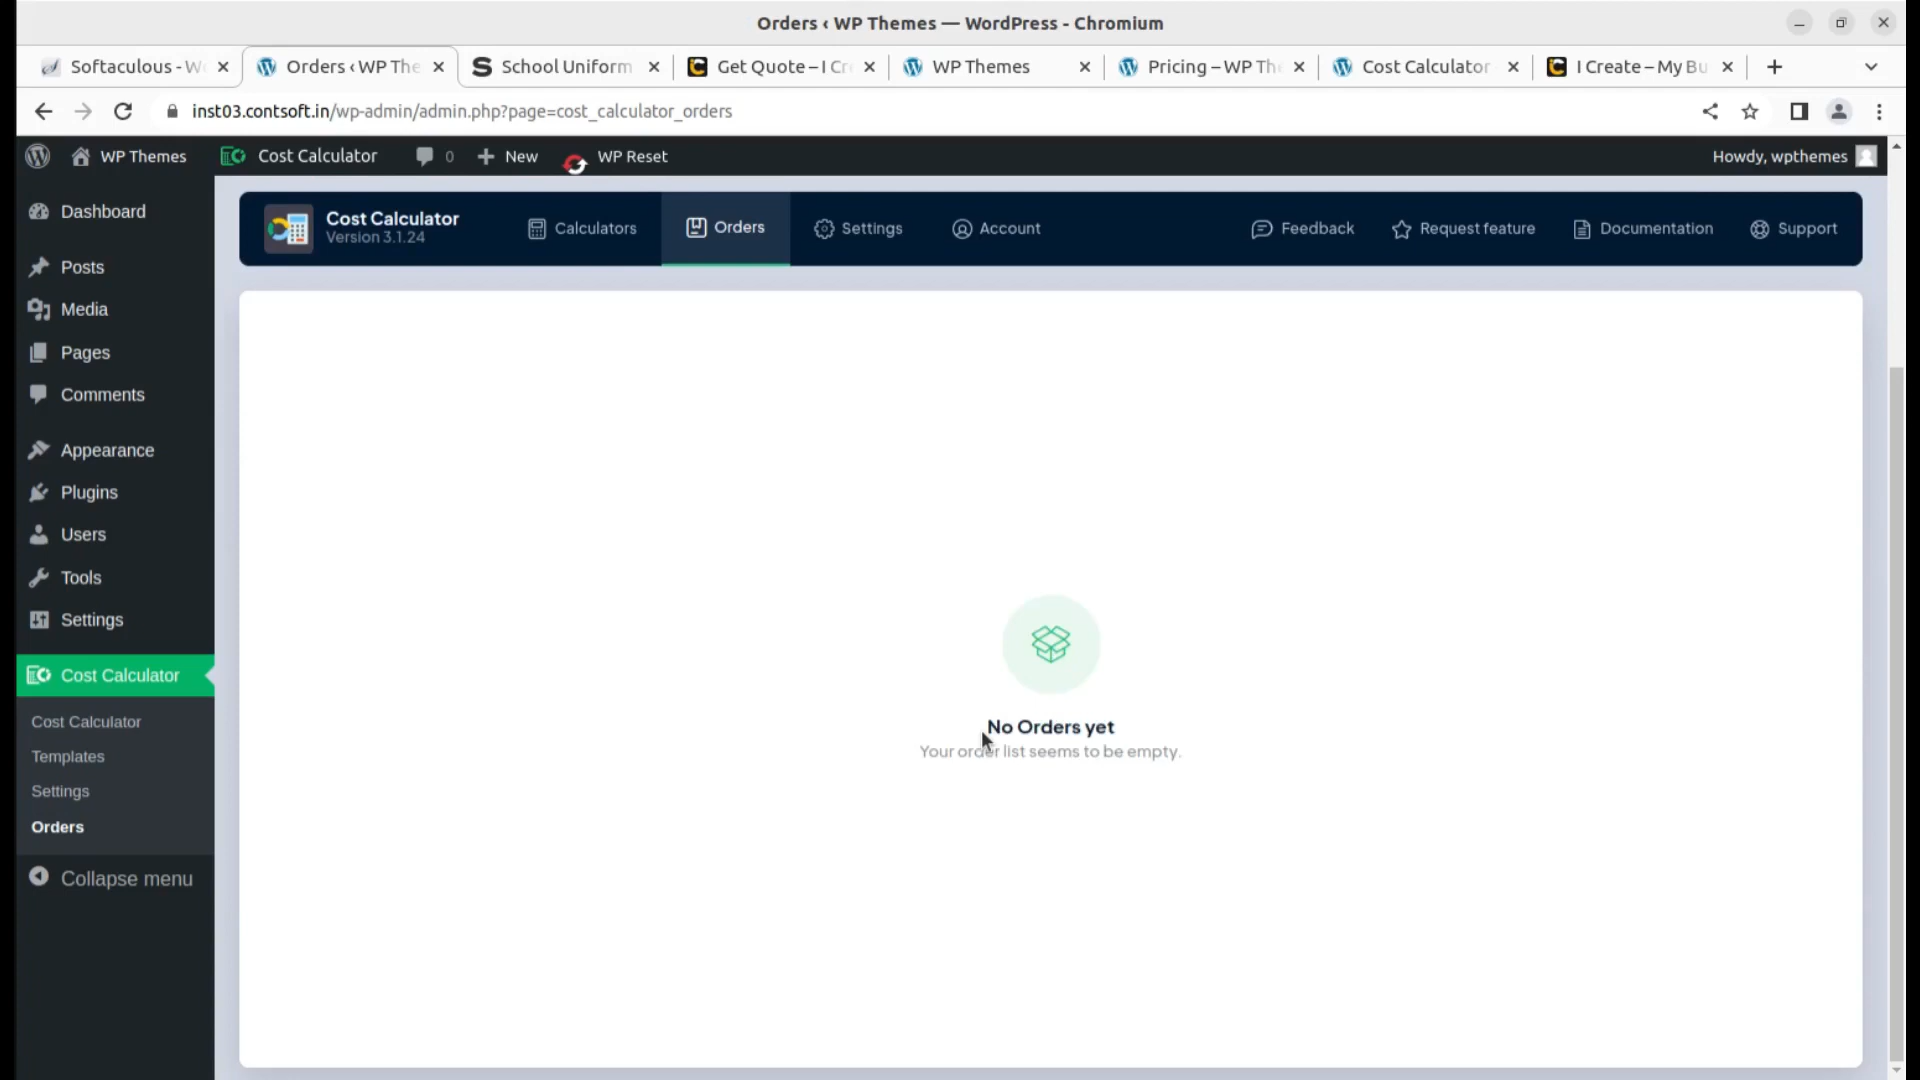 Orders ‹ WP Themes — WordPress - Chromium
Softaculous - W
Orders ‹ WP The
School Uniform
Get Quote – I Cr
WP Themes
Pricing – WP Th
Cost Calculator
I Create – My Bu
inst03.contsoft.in/wp-admin/admin.php?page=cost_calculator_orders
WP Themes
Cost Calculator
0
New
WP Reset
Howdy, wpthemes
Dashboard
Posts
Media
Pages
Comments
Appearance
Plugins
Users
Tools
Settings
Cost Calculator
Cost Calculator
Templates
Settings
Orders
Collapse menu
Cost Calculator
Version 3.1.24
Calculators
Orders
Settings
Account
Feedback
Request feature
Documentation
Support
No Orders yet
Your order list seems to be empty.